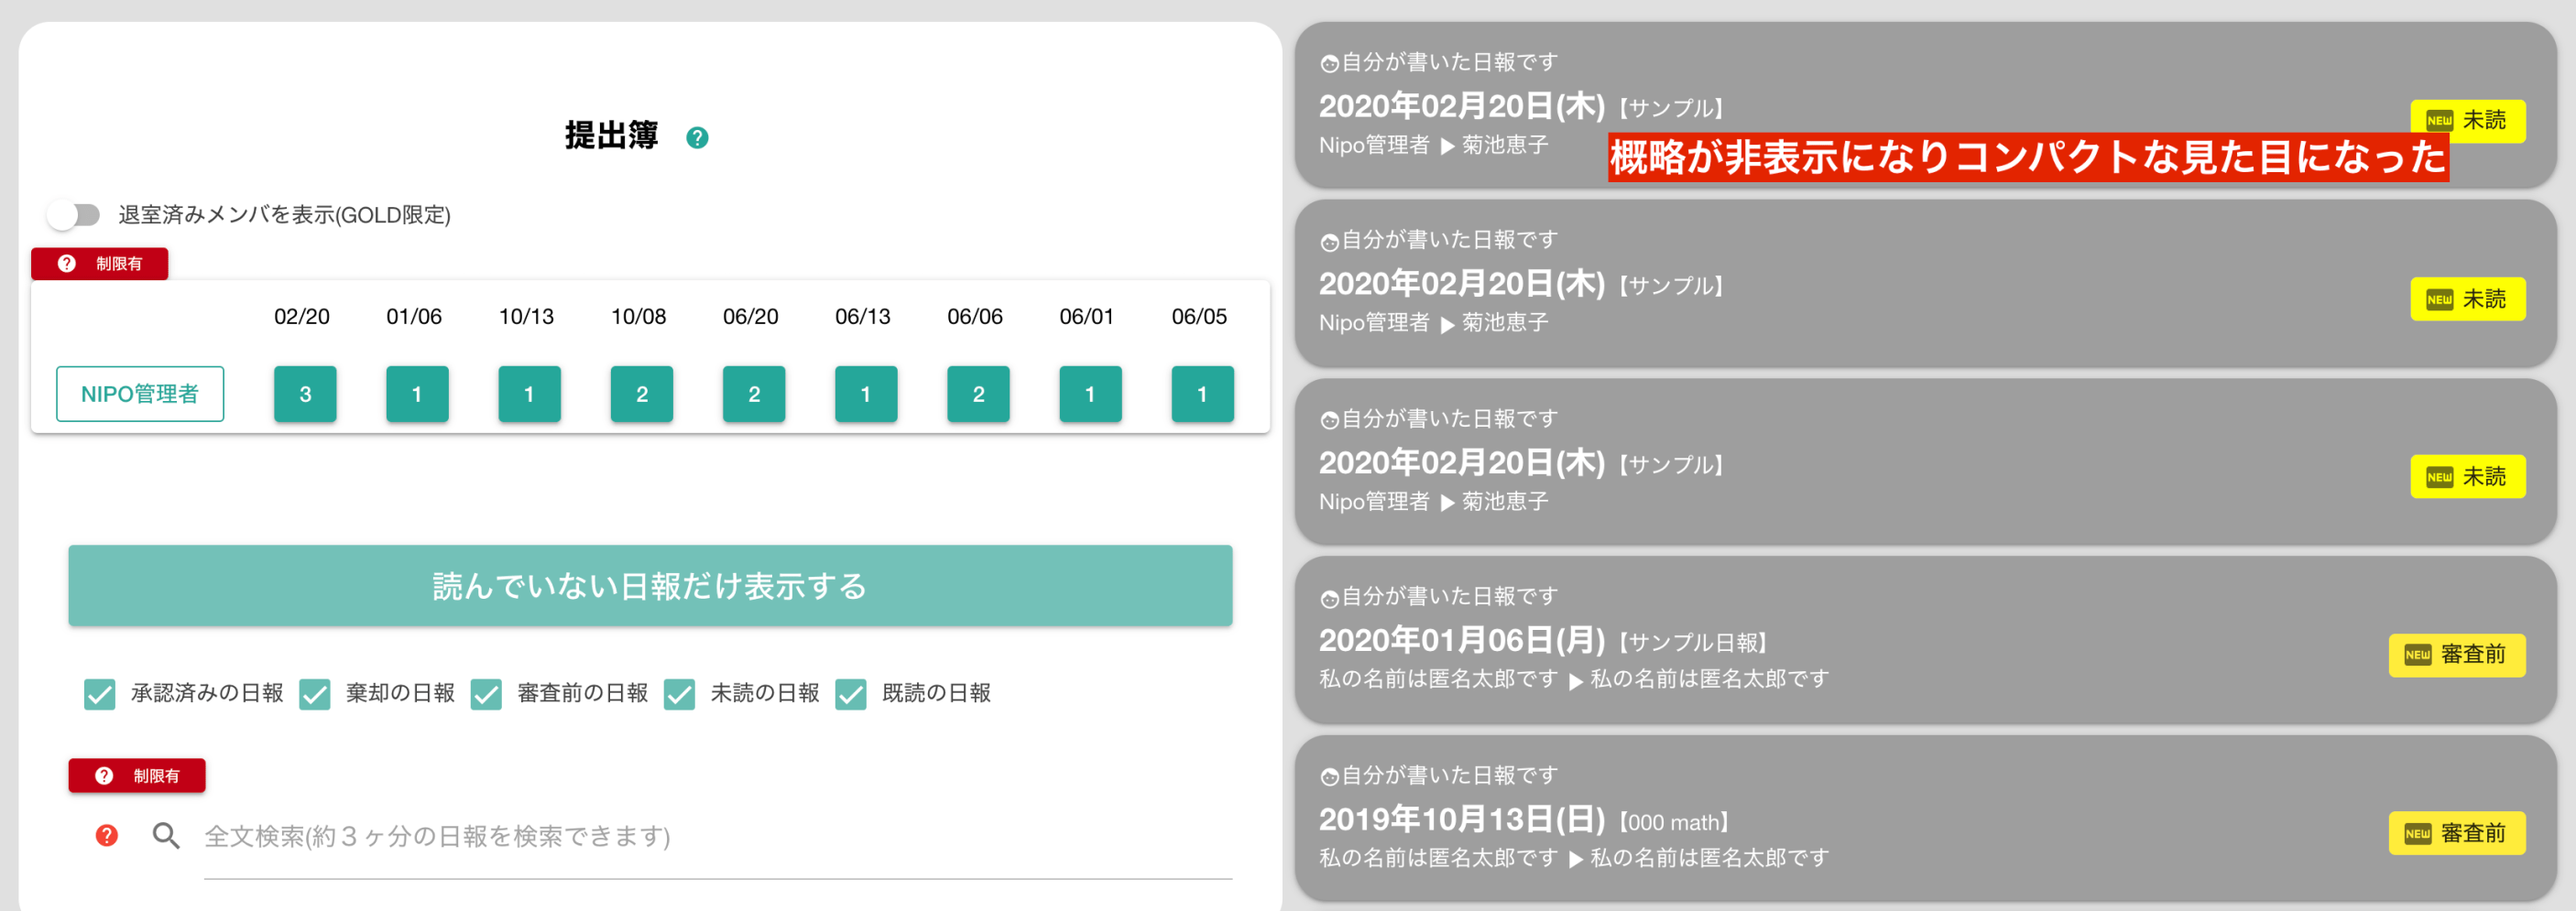 提出簿
退室済みメンバを表示(GOLD限定)
制限有
02/20 01/06 10/13 10/08 06/20 06/13 06/06 06/01 06/05
NIPO管理者 3 1 1 2 2 1 2 1 1
読んでいない日報だけ表示する
承認済みの日報 棄却の日報 審査前の日報 未読の日報 既読の日報
制限有
全文検索(約３ヶ分の日報を検索できます)
自分が書いた日報です
2020年02月20日(木)【サンプル】
NEW 未読
Nipo管理者 ▶ 菊池恵子
概略が非表示になりコンパクトな見た目になった
自分が書いた日報です
2020年02月20日(木)【サンプル】
NEW 未読
Nipo管理者 ▶ 菊池恵子
自分が書いた日報です
2020年02月20日(木)【サンプル】
NEW 未読
Nipo管理者 ▶ 菊池恵子
自分が書いた日報です
2020年01月06日(月)【サンプル日報】
NEW 審査前
私の名前は匿名太郎です ▶ 私の名前は匿名太郎です
自分が書いた日報です
2019年10月13日(日)【000 math】
NEW 審査前
私の名前は匿名太郎です ▶ 私の名前は匿名太郎です